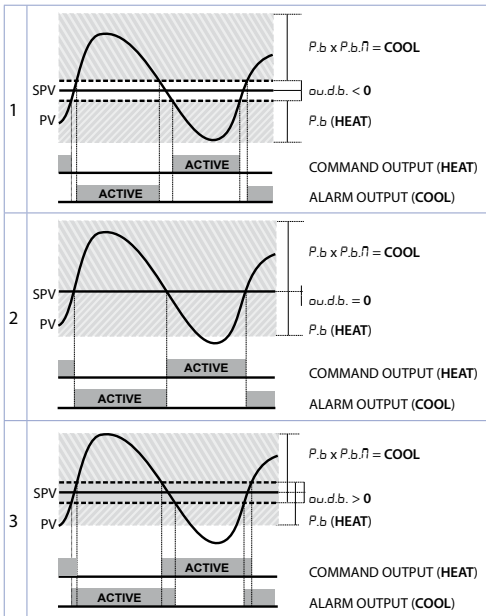 1
P.b x P.b.M = COOL
SPV
ou.d.b. < 0
PV
P.b (HEAT)
ACTIVE
COMMAND OUTPUT (HEAT)
ACTIVE
ALARM OUTPUT (COOL)
2
P.b x P.b.M = COOL
SPV
ou.d.b. = 0
PV
P.b (HEAT)
ACTIVE
COMMAND OUTPUT (HEAT)
ACTIVE
ALARM OUTPUT (COOL)
3
P.b x P.b.M = COOL
SPV
ou.d.b. > 0
PV
P.b (HEAT)
ACTIVE
COMMAND OUTPUT (HEAT)
ACTIVE
ALARM OUTPUT (COOL)